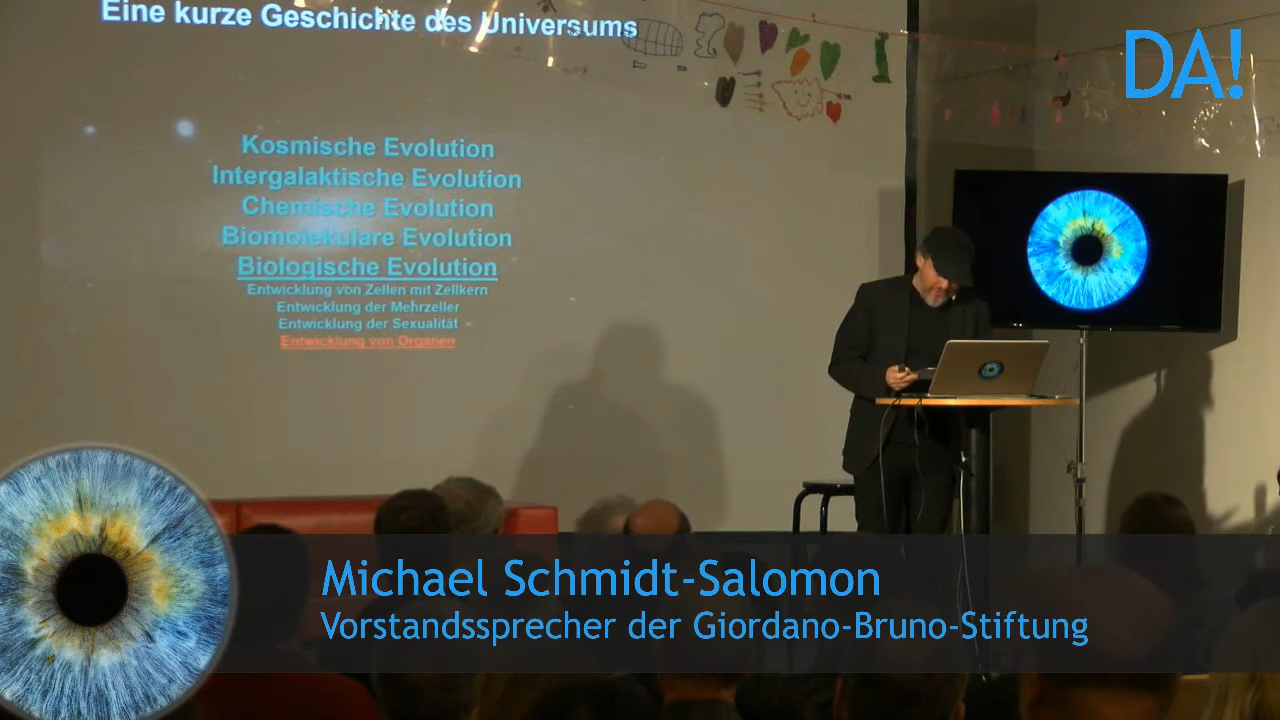 Eine kurze Geschichte des Universums
DA!
Kosmische Evolution
Intergalaktische Evolution
Chemische Evolution
Biomolekulare Evolution
Biologische Evolution
Entwicklung von Zellen mit Zellkern
Entwicklung der Mehrzeller
Entwicklung der Sexualität
Entwicklung von Organen
Michael Schmidt-Salomon
Vorstandssprecher der Giordano-Bruno-Stiftung